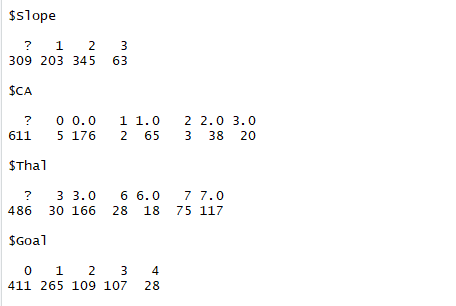 $Slope
? 1 2 3
309 203 345 63
$CA
? 0 0.0 1 1.0 2 2.0 3.0
611 5 176 2 65 3 38 20
$Thal
? 3 3.0 6 6.0 7 7.0
486 30 166 28 18 75 117
$Goal
0 1 2 3 4
411 265 109 107 28